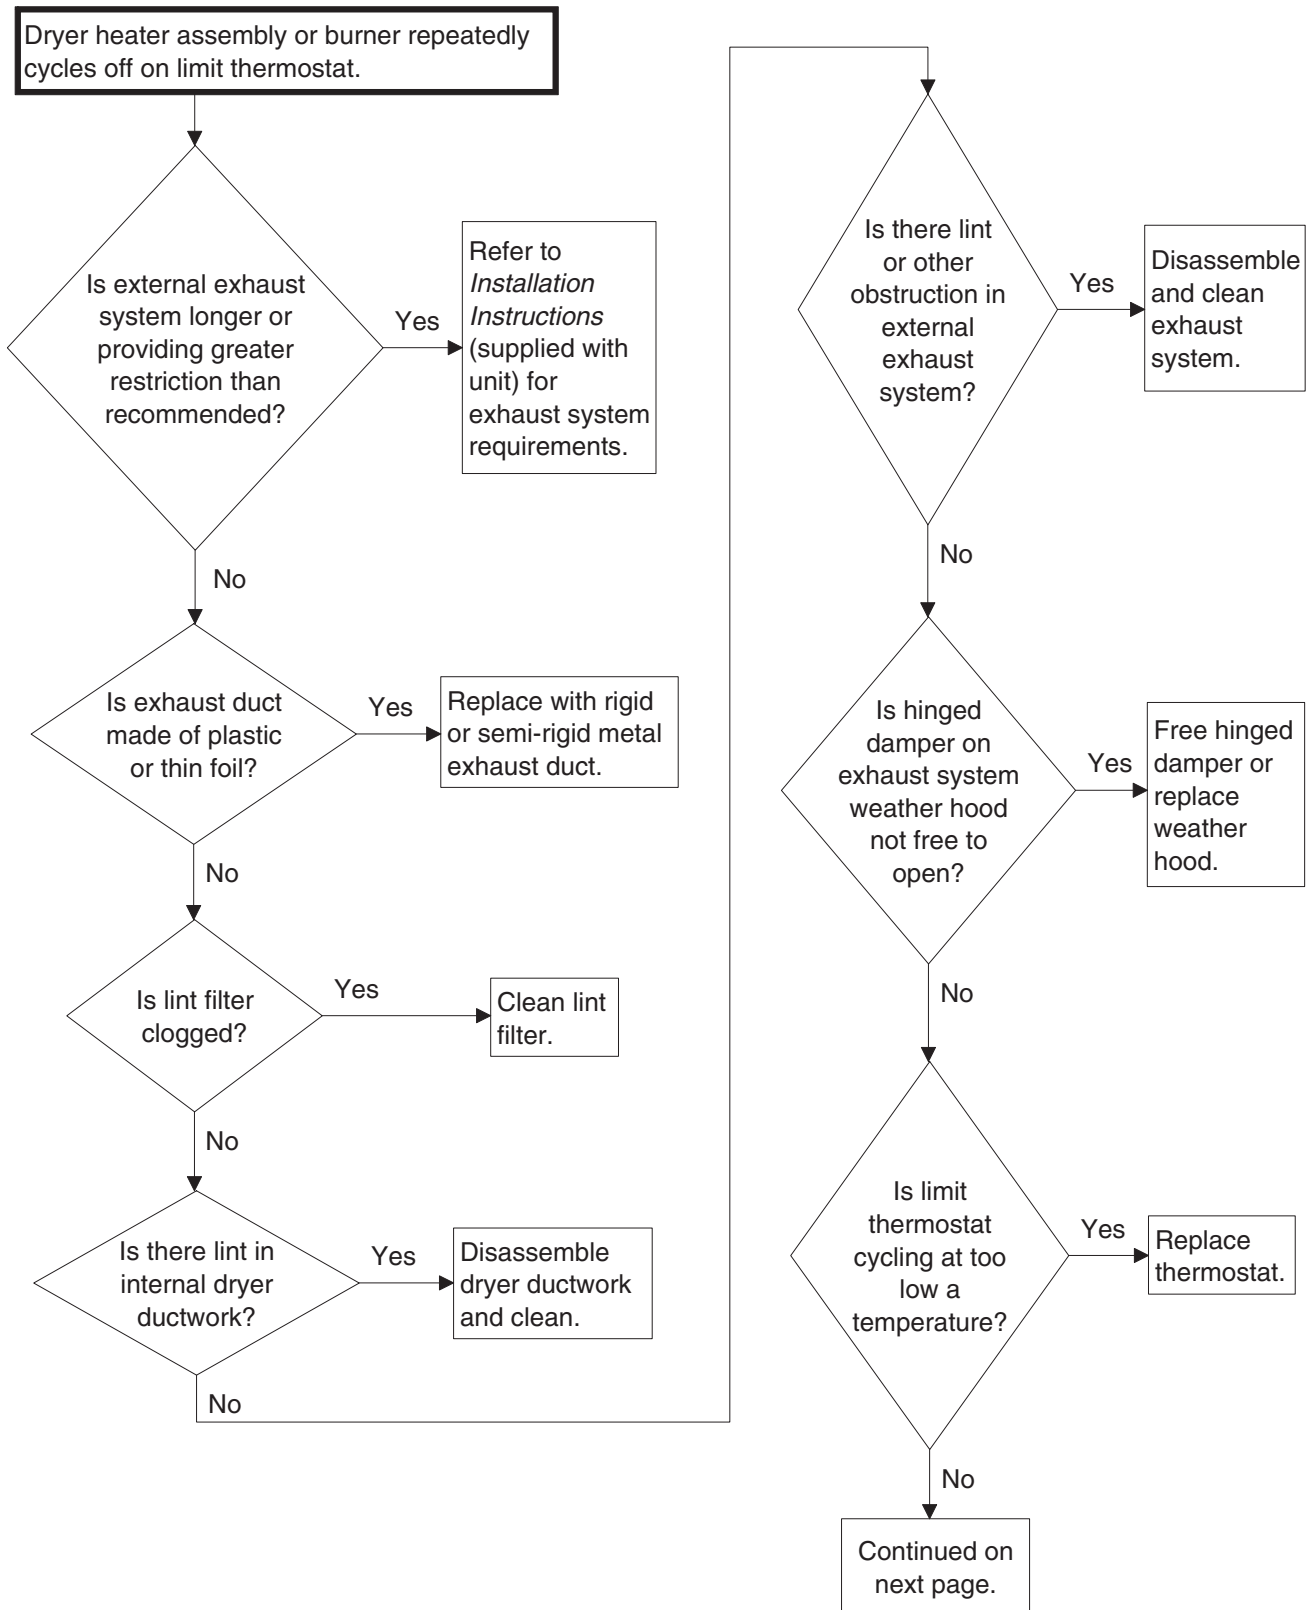 Dryer heater assembly or burner repeatedly
cycles off on limit thermostat.
Is external exhaust
system longer or
providing greater
restriction than
recommended?
Yes
Refer to
Installation
Instructions
(supplied with
unit) for
exhaust system
requirements.
No
Is exhaust duct
made of plastic
or thin foil?
Yes
Replace with rigid
or semi-rigid metal
exhaust duct.
No
Is lint filter
clogged?
Yes
Clean lint
filter.
No
Is there lint in
internal dryer
ductwork?
Yes
Disassemble
dryer ductwork
and clean.
No
Is there lint
or other
obstruction in
external
exhaust
system?
Yes
Disassemble
and clean
exhaust
system.
No
Is hinged
damper on
exhaust system
weather hood
not free to
open?
Yes
Free hinged
damper or
replace
weather
hood.
No
Is limit
thermostat
cycling at too
low a
temperature?
Yes
Replace
thermostat.
No
Continued on
next page.